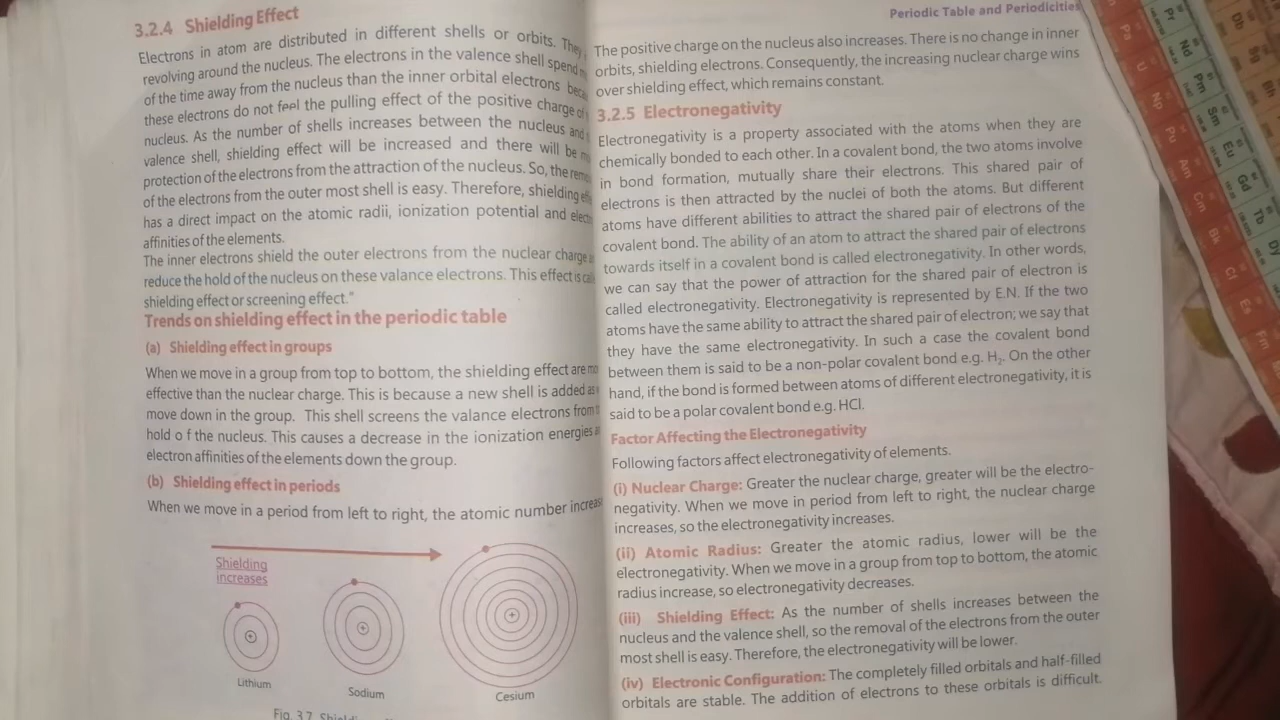 3.2.4 Shielding Effect
Electrons in atom are distributed in different shells or orbits. They
revolving around the nucleus. The electrons in the valence shell spend
of the time away from the nucleus than the inner orbital electrons
these electrons do not feel the pulling effect of the positive charge of
nucleus. As the number of shells increases between the nucleus and
valence shell, shielding effect will be increased and there will be
protection of the electrons from the attraction of the nucleus. So, the
of the electrons from the outer most shell is easy. Therefore, shielding
has a direct impact on the atomic radii, ionization potential and
affinities of the elements.
The inner electrons shield the outer electrons from the nuclear charge
reduce the hold of the nucleus on these valance electrons. This effect is
shielding effect or screening effect."
Trends on shielding effect in the periodic table
(a) Shielding effect in groups
When we move in a group from top to bottom, the shielding effect are
effective than the nuclear charge. This is because a new shell is added
move down in the group. This shell screens the valance electrons from
hold o f the nucleus. This causes a decrease in the ionization energies
electron affinities of the elements down the group.
(b) Shielding effect in periods
When we move in a period from left to right, the atomic number
Shielding
increases
Lithium
Sodium
Cesium
Fig. 3.7
Periodic Table and Periodicities
The positive charge on the nucleus also increases. There is no change in inner
orbits, shielding electrons. Consequently, the increasing nuclear charge wins
over shielding effect, which remains constant.
3.2.5 Electronegativity
Electronegativity is a property associated with the atoms when they are
chemically bonded to each other. In a covalent bond, the two atoms involve
in bond formation, mutually share their electrons. This shared pair of
electrons is then attracted by the nuclei of both the atoms. But different
atoms have different abilities to attract the shared pair of electrons of the
covalent bond. The ability of an atom to attract the shared pair of electrons
towards itself in a covalent bond is called electronegativity. In other words,
we can say that the power of attraction for the shared pair of electron is
called electronegativity. Electronegativity is represented by E.N. If the two
atoms have the same ability to attract the shared pair of electron; we say that
they have the same electronegativity. In such a case the covalent bond
between them is said to be a non-polar covalent bond e.g. H₂. On the other
hand, if the bond is formed between atoms of different electronegativity, it is
said to be a polar covalent bond e.g. HCl.
Factor Affecting the Electronegativity
Following factors affect electronegativity of elements.
(i) Nuclear Charge: Greater the nuclear charge, greater will be the electro-
negativity. When we move in period from left to right, the nuclear charge
increases, so the electronegativity increases.
(ii) Atomic Radius: Greater the atomic radius, lower will be the
electronegativity. When we move in a group from top to bottom, the atomic
radius increase, so electronegativity decreases.
(iii) Shielding Effect: As the number of shells increases between the
nucleus and the valence shell, so the removal of the electrons from the outer
most shell is easy. Therefore, the electronegativity will be lower.
(iv) Electronic Configuration: The completely filled orbitals and half-filled
orbitals are stable. The addition of electrons to these orbitals is difficult.
Pr
Nd
Pm
Sm
Eu
Gd
Tb
Dy
Pa
U
Np
Pu
Am
Cm
Bk
Cf
Es
Fm
Db
Sg
Bh